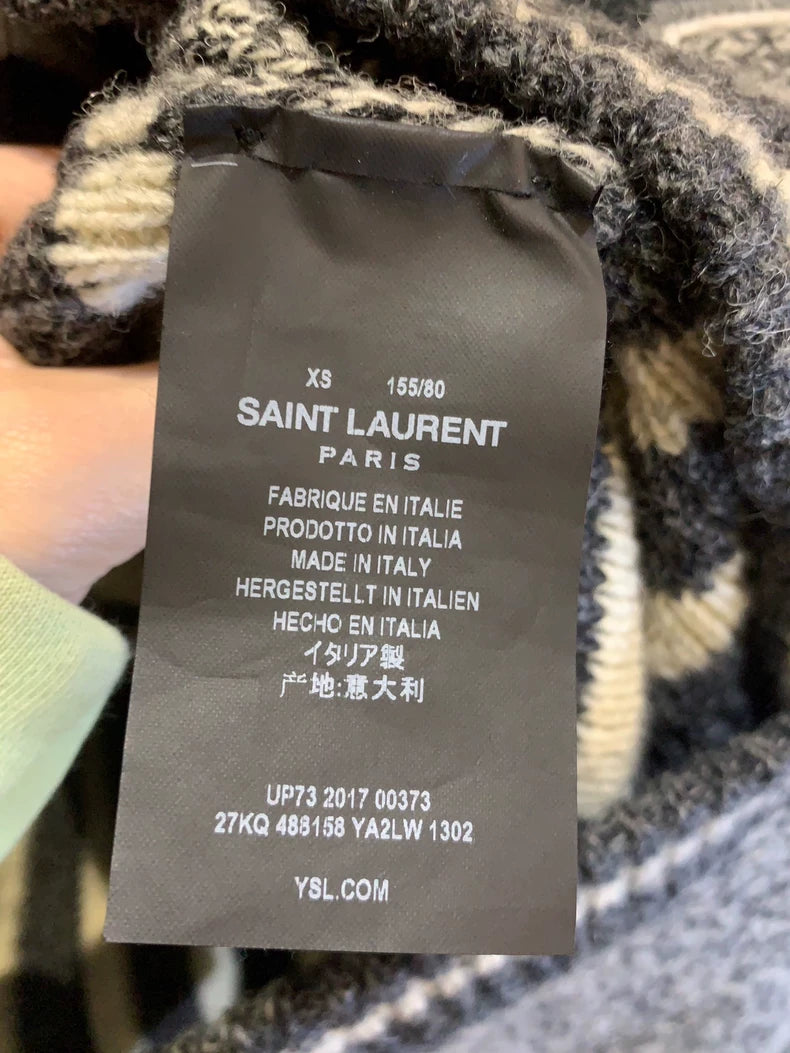 XS 155/80
SAINT LAURENT
PARIS
FABRIQUE EN ITALIE
PRODOTTO IN ITALIA
MADE IN ITALY
HERGESTELLT IN ITALIEN
HECHO EN ITALIA
イタリア製
产地:意大利
UP73 2017 00373
27KQ 488158 YA2LW 1302
YSL.COM